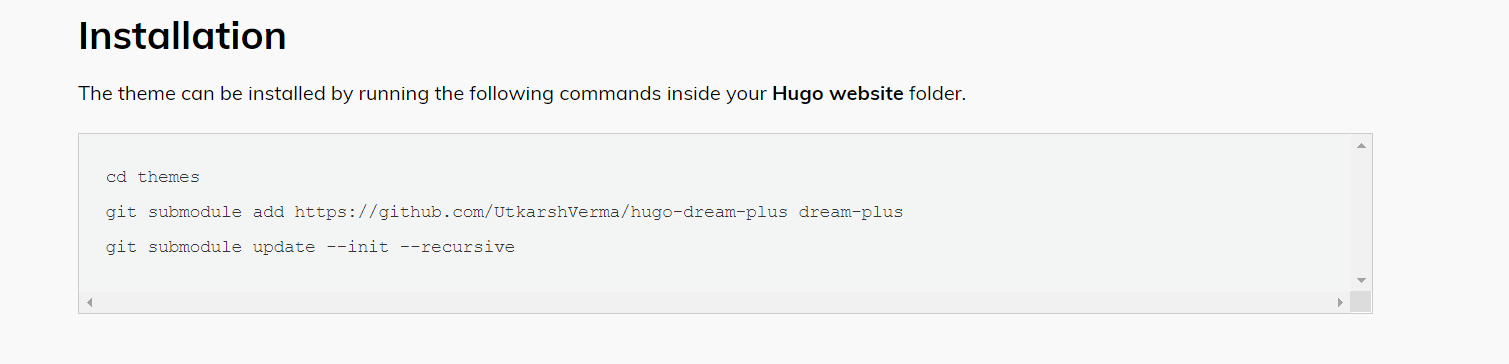 Installation
The theme can be installed by running the following commands inside your Hugo website folder.
cd themes
git submodule add https://github.com/UtkarshVerma/hugo-dream-plus dream-plus
git submodule update --init --recursive